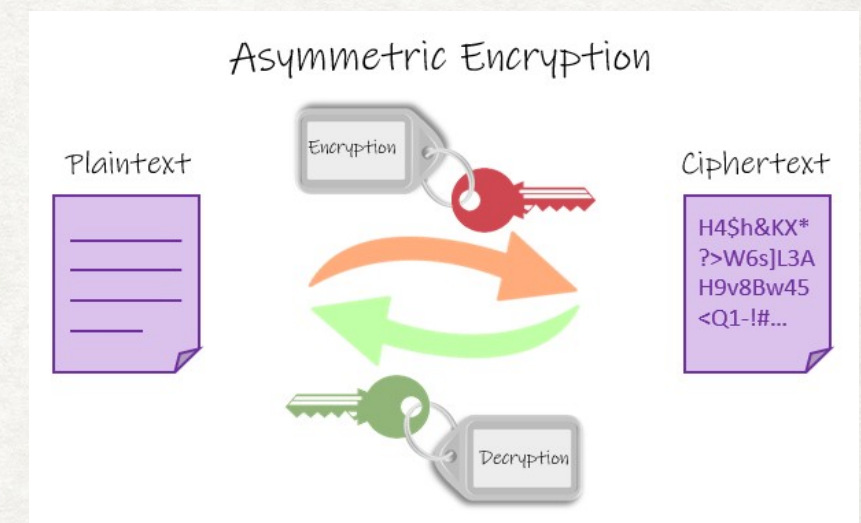 Asymmetric Encryption
Encryption
Plaintext
Ciphertext
H4$h&KX*
?>W6s]L3A
H9v8Bw45
<Q1-!#...
Decryption